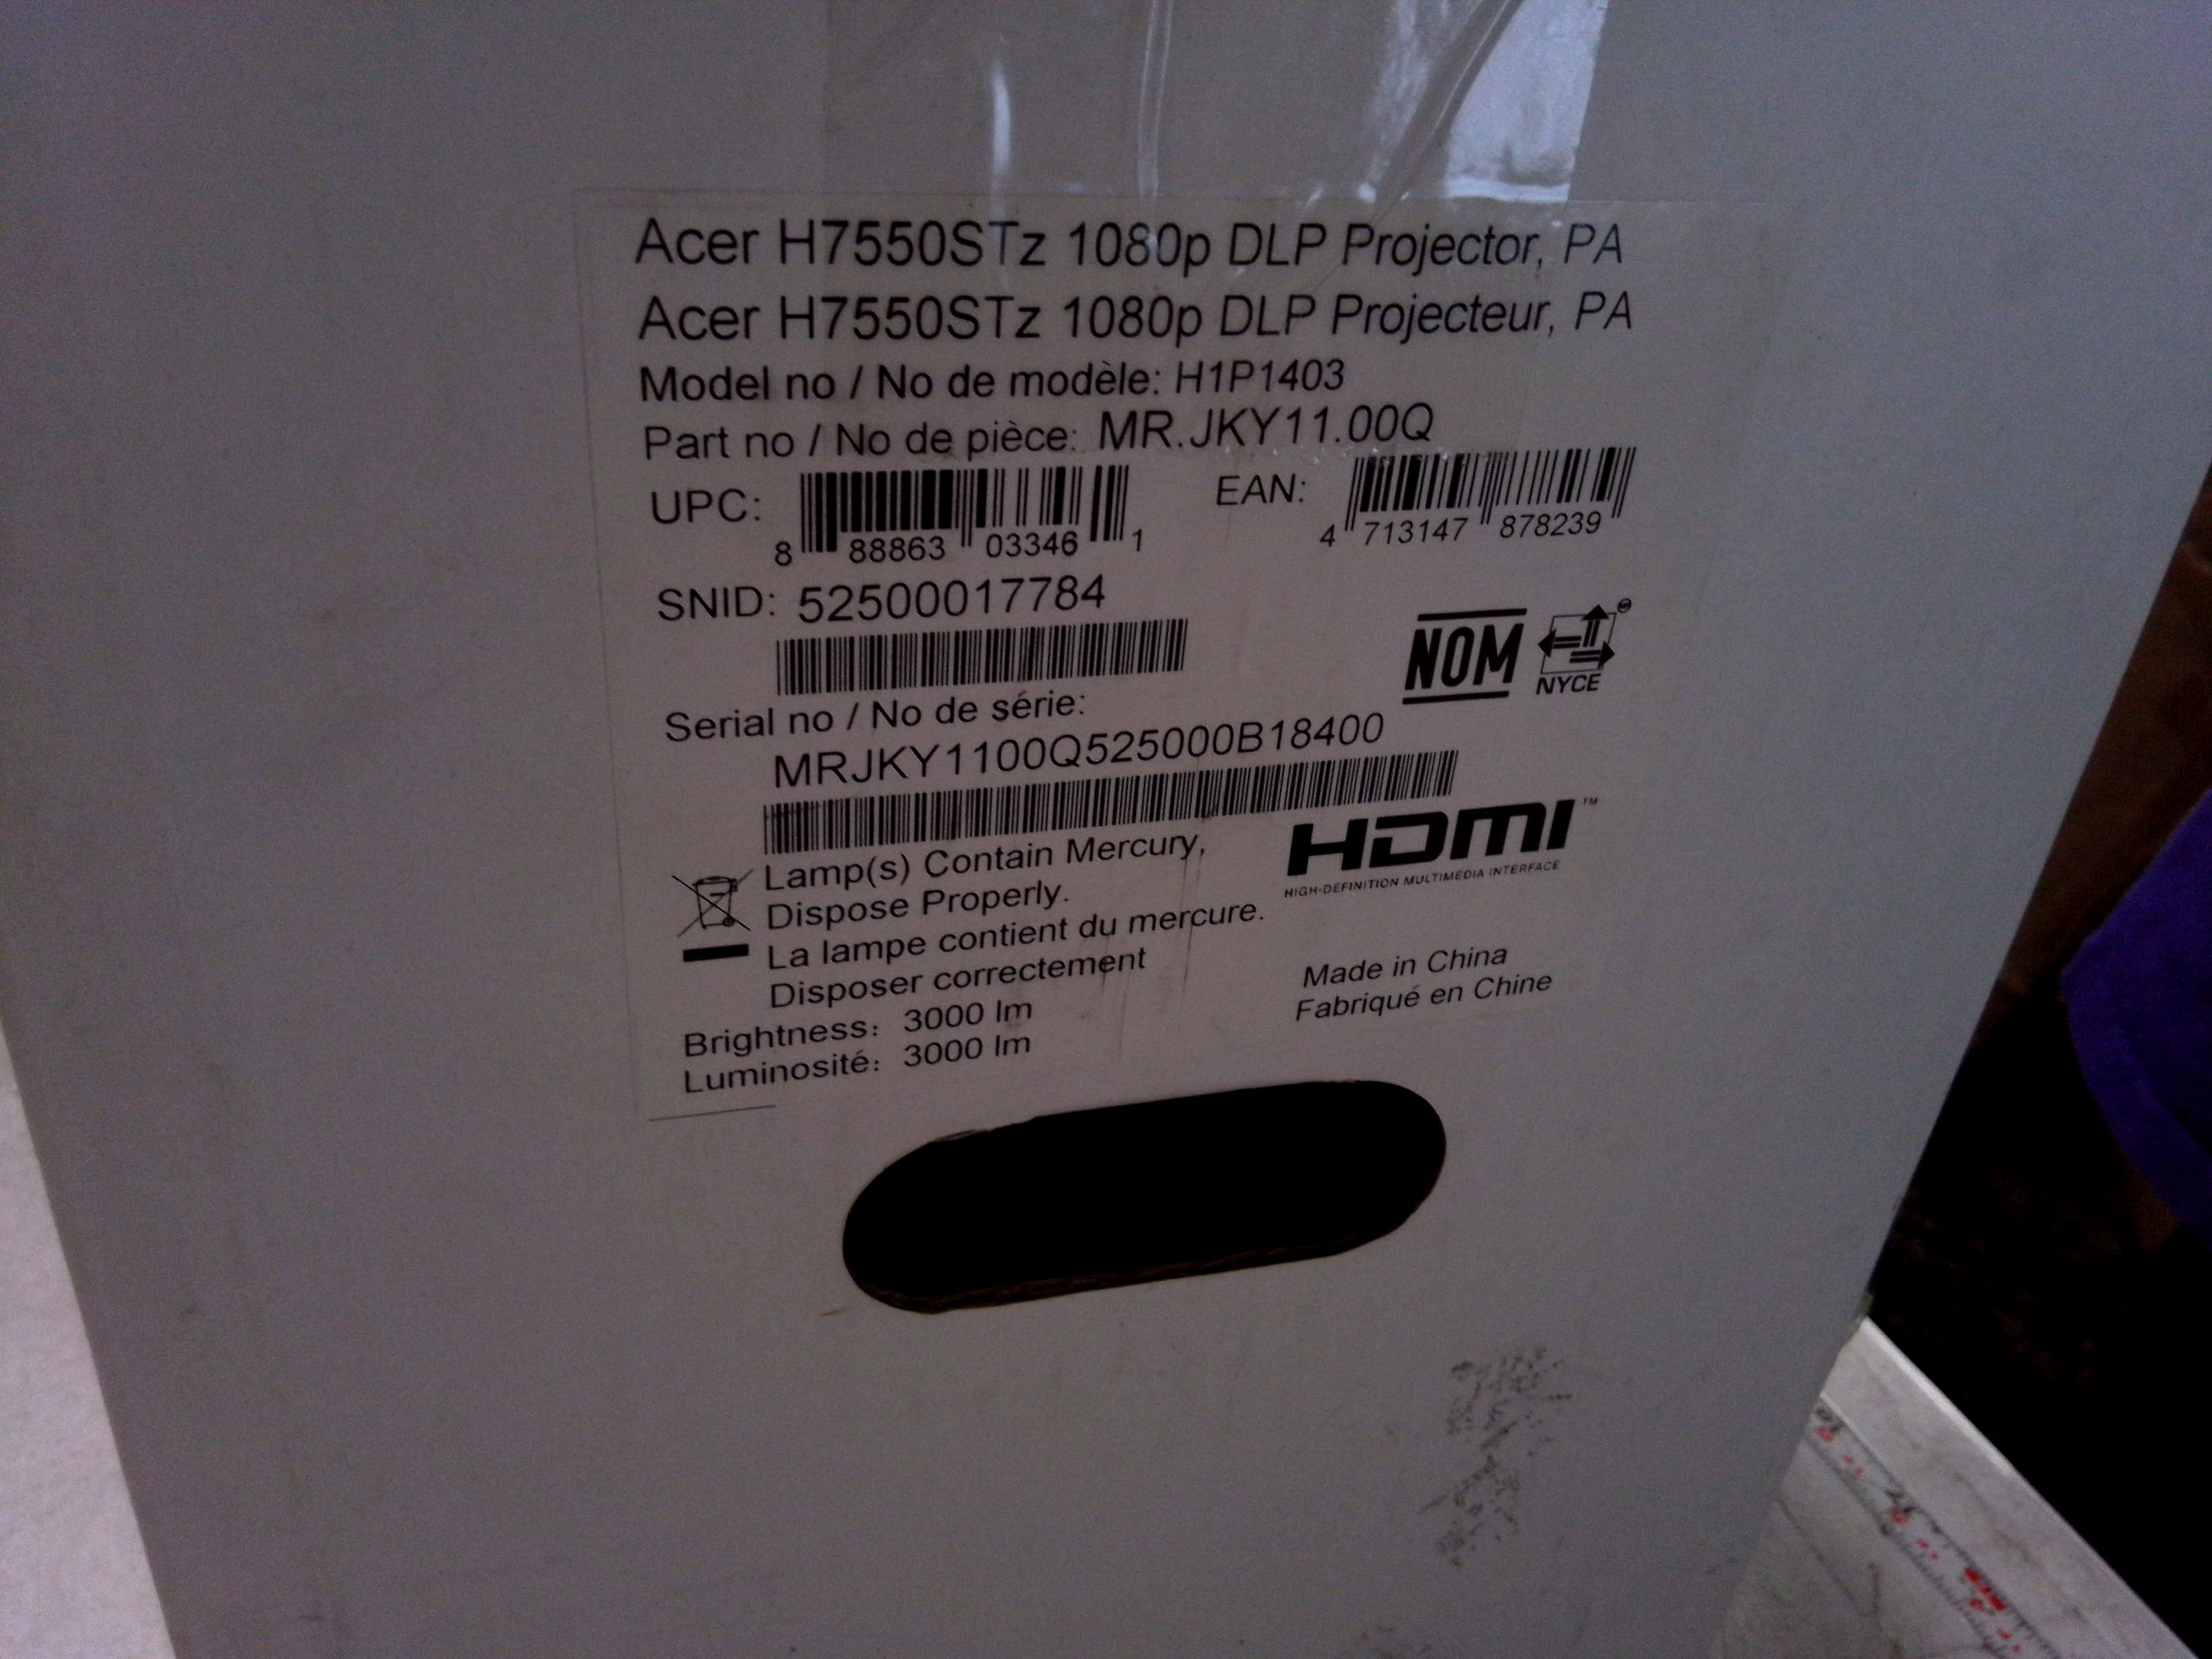 Acer H7550STz 1080p DLP Projector, PA
Acer H7550STz 1080p DLP Projecteur, PA
Model no / No de modèle: H1P1403
Part no / No de pièce: MR.JKY11.00Q
UPC: 8 88863 03346 1
EAN: 4 713147 878239
SNID: 52500017784
NOM
NYCE
Serial no / No de série:
MRJKY1100Q525000B18400
Lamp(s) Contain Mercury,
Dispose Properly.
La lampe contient du mercure.
Disposer correctement
HDMI™
HIGH-DEFINITION MULTIMEDIA INTERFACE
Brightness: 3000 lm
Luminosité: 3000 lm
Made in China
Fabriqué en Chine